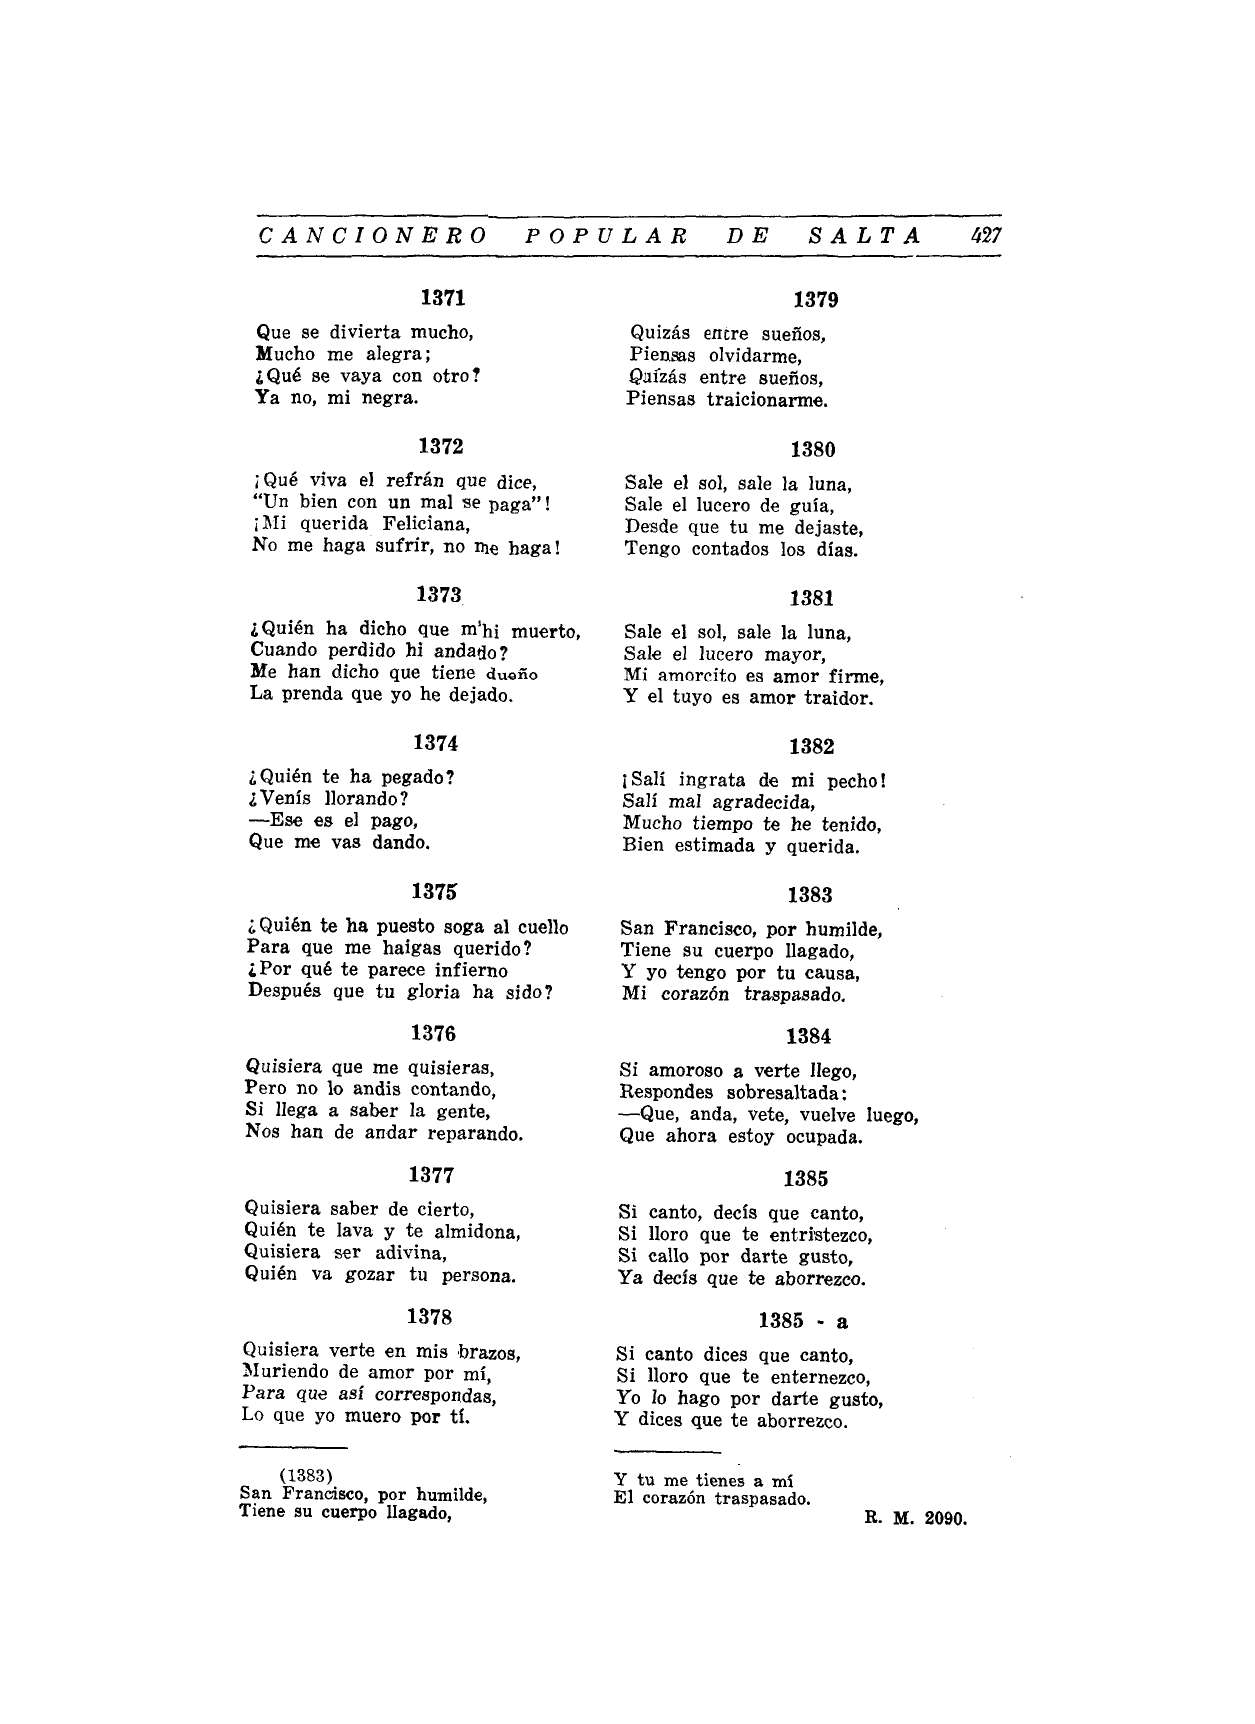 CANCIONERO POPULAR DE SALTA 427
1371
Que se divierta mucho,
Mucho me alegra;
¿Qué se vaya con otro?
Ya no, mi negra.
1372
¡Qué viva el refrán que dice,
“Un bien con un mal se paga”!
¡Mi querida Feliciana,
No me haga sufrir, no me haga!
1373
¿Quién ha dicho que m'hi muerto,
Cuando perdido hi andado?
Me han dicho que tiene dueño
La prenda que yo he dejado.
1374
¿Quién te ha pegado?
¿Venís llorando?
—Ese es el pago,
Que me vas dando.
1375
¿Quién te ha puesto soga al cuello
Para que me haigas querido?
¿Por qué te parece infierno
Después que tu gloria ha sido?
1376
Quisiera que me quisieras,
Pero no lo andis contando,
Si llega a saber la gente,
Nos han de andar reparando.
1377
Quisiera saber de cierto,
Quién te lava y te almidona,
Quisiera ser adivina,
Quién va gozar tu persona.
1378
Quisiera verte en mis brazos,
Muriendo de amor por mí,
Para que así correspondas,
Lo que yo muero por tí.
1379
Quizás entre sueños,
Piensas olvidarme,
Quizás entre sueños,
Piensas traicionarme.
1380
Sale el sol, sale la luna,
Sale el lucero de guía,
Desde que tu me dejaste,
Tengo contados los días.
1381
Sale el sol, sale la luna,
Sale el lucero mayor,
Mi amorcito es amor firme,
Y el tuyo es amor traidor.
1382
¡Salí ingrata de mi pecho!
Salí mal agradecida,
Mucho tiempo te he tenido,
Bien estimada y querida.
1383
San Francisco, por humilde,
Tiene su cuerpo llagado,
Y yo tengo por tu causa,
Mi corazón traspasado.
1384
Si amoroso a verte llego,
Respondes sobresaltada:
—Que, anda, vete, vuelve luego,
Que ahora estoy ocupada.
1385
Si canto, decís que canto,
Si lloro que te entristezco,
Si callo por darte gusto,
Ya decís que te aborrezco.
1385 - a
Si canto dices que canto,
Si lloro que te enternezco,
Yo lo hago por darte gusto,
Y dices que te aborrezco.
(1383)
San Francisco, por humilde,
Tiene su cuerpo llagado,
Y tu me tienes a mí
El corazón traspasado.
R. M. 2090.